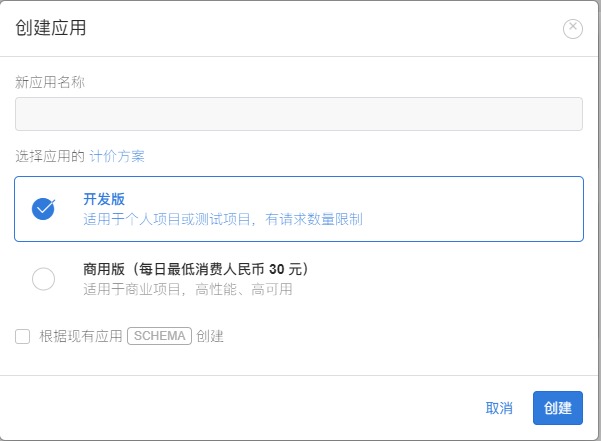 创建应用
新应用名称
选择应用的 计价方案
开发版
适用于个人项目或测试项目，有请求数量限制
商用版（每日最低消费人民币 30 元）
适用于商业项目，高性能、高可用
根据现有应用 SCHEMA 创建
取消 创建